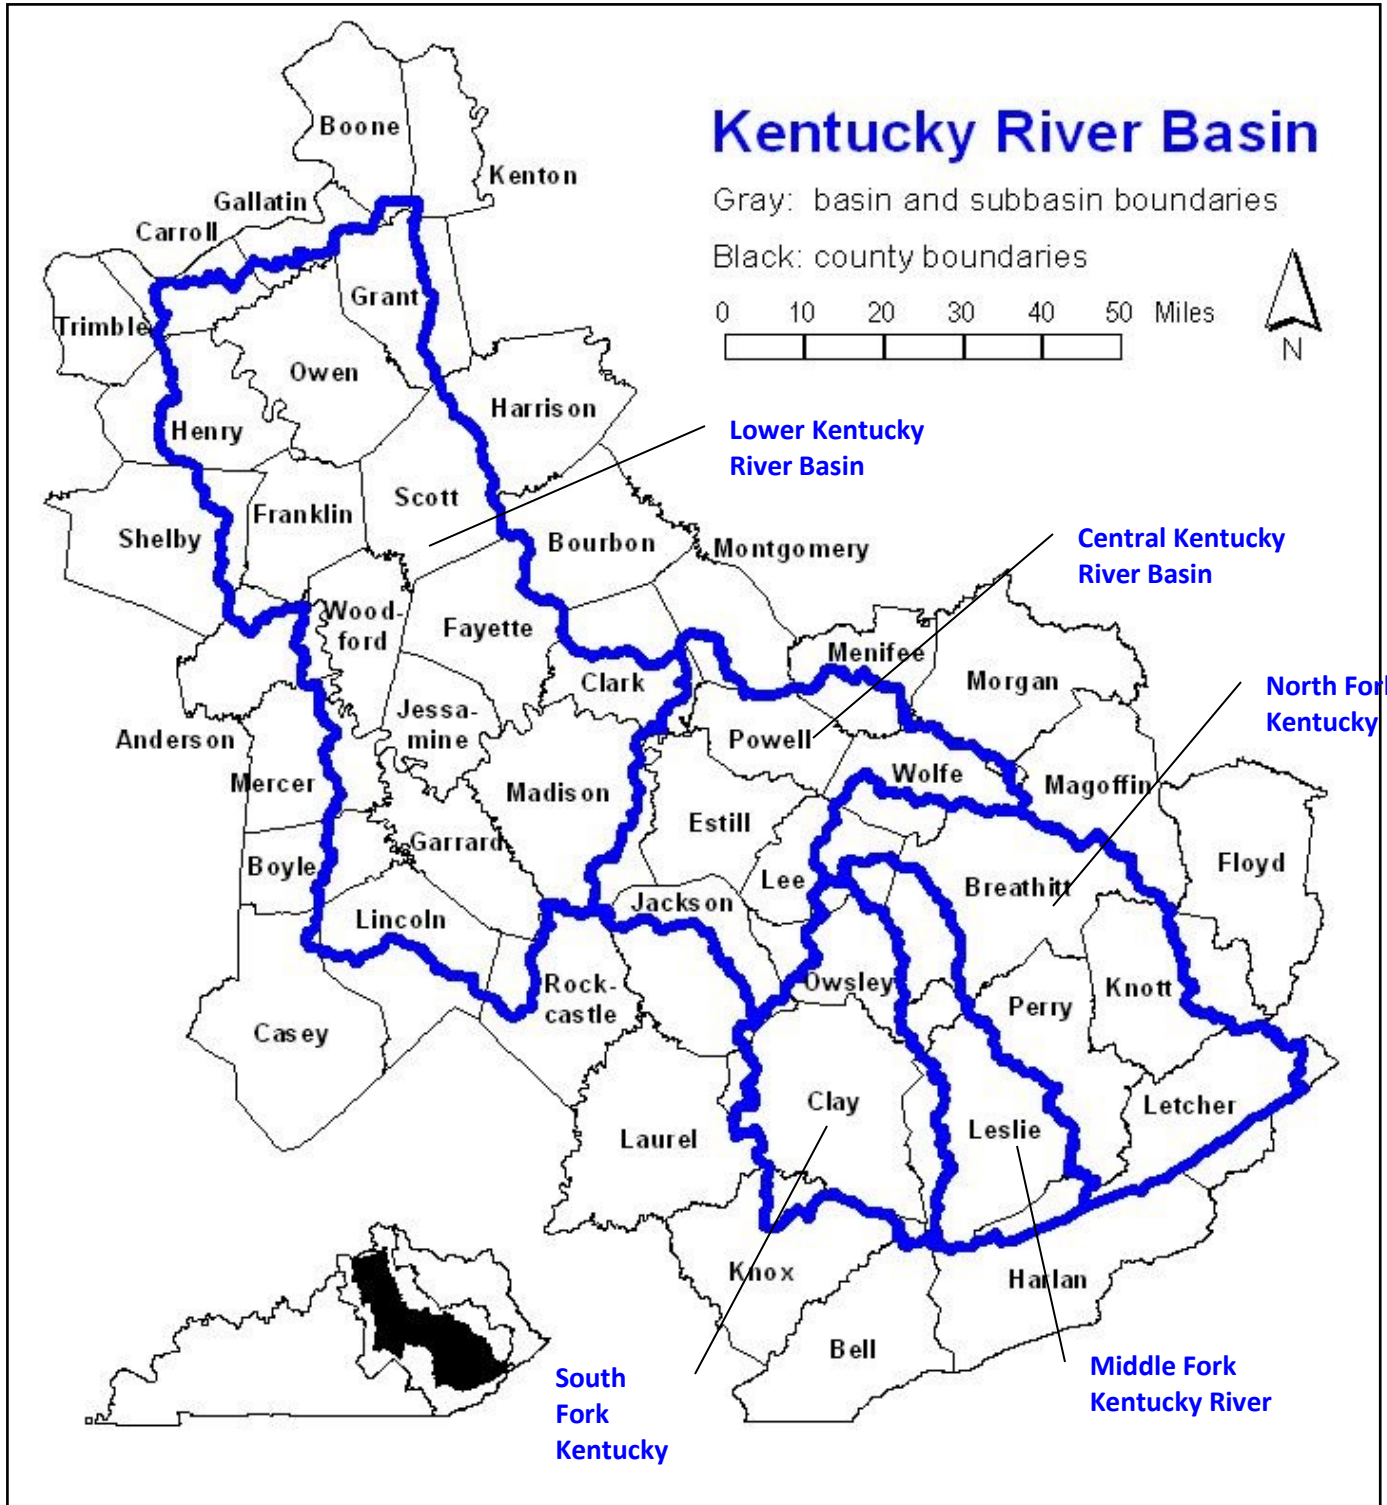 Kentucky River Basin
Gray: basin and subbasin boundaries
Black: county boundaries
0 10 20 30 40 50 Miles
N
Boone
Kenton
Gallatin
Carroll
Grant
Trimble
Owen
Harrison
Henry
Lower Kentucky
River Basin
Scott
Franklin
Shelby
Bourbon
Montgomery
Central Kentucky
River Basin
Wood-
ford
Fayette
Menifee
Clark
Morgan
North For
Kentucky
Jessa-
mine
Anderson
Powell
Mercer
Wolfe
Magoffin
Madison
Estill
Garrard
Boyle
Lee
Breathitt
Floyd
Jackson
Lincoln
Rock-
castle
Owsley
Perry
Knott
Casey
Clay
Letcher
Leslie
Laurel
Knox
Harlan
Bell
South
Fork
Kentucky
Middle Fork
Kentucky River